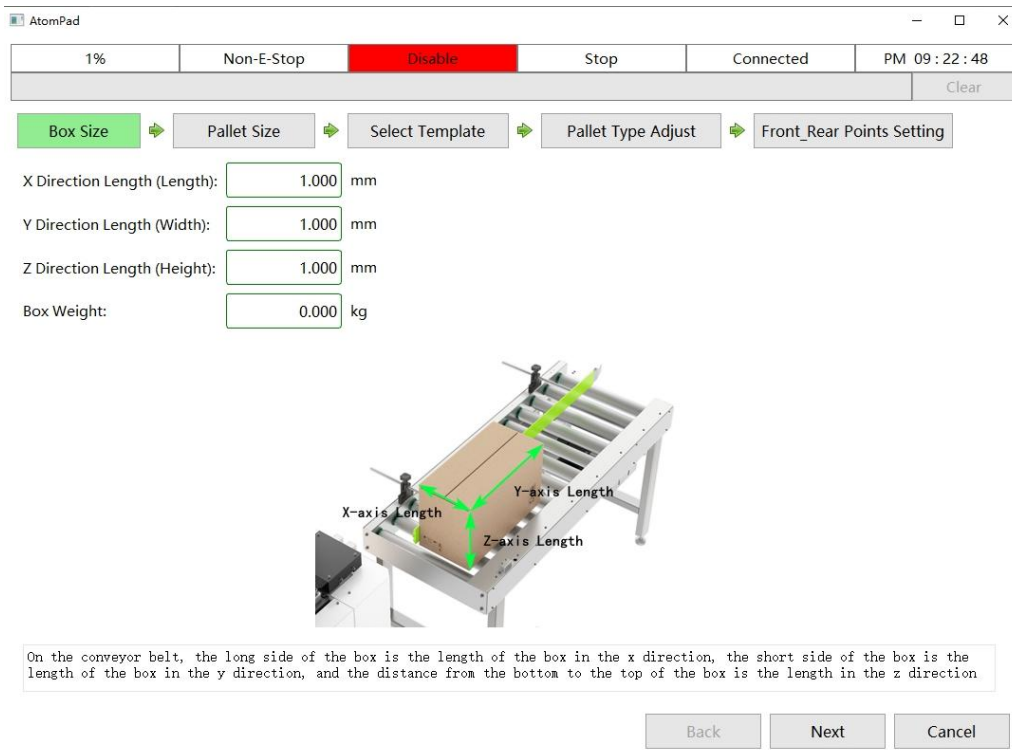 AtomPad
1% Non-E-Stop Disable Stop Connected PM 09:22:48
Clear
Box Size Pallet Size Select Template Pallet Type Adjust Front_Rear Points Setting
X Direction Length (Length): 1.000 mm
Y Direction Length (Width): 1.000 mm
Z Direction Length (Height): 1.000 mm
Box Weight: 0.000 kg
Y-axis Length
X-axis Length
Z-axis Length
On the conveyor belt, the long side of the box is the length of the box in the x direction, the short side of the box is the
length of the box in the y direction, and the distance from the bottom to the top of the box is the length in the z direction
Back Next Cancel